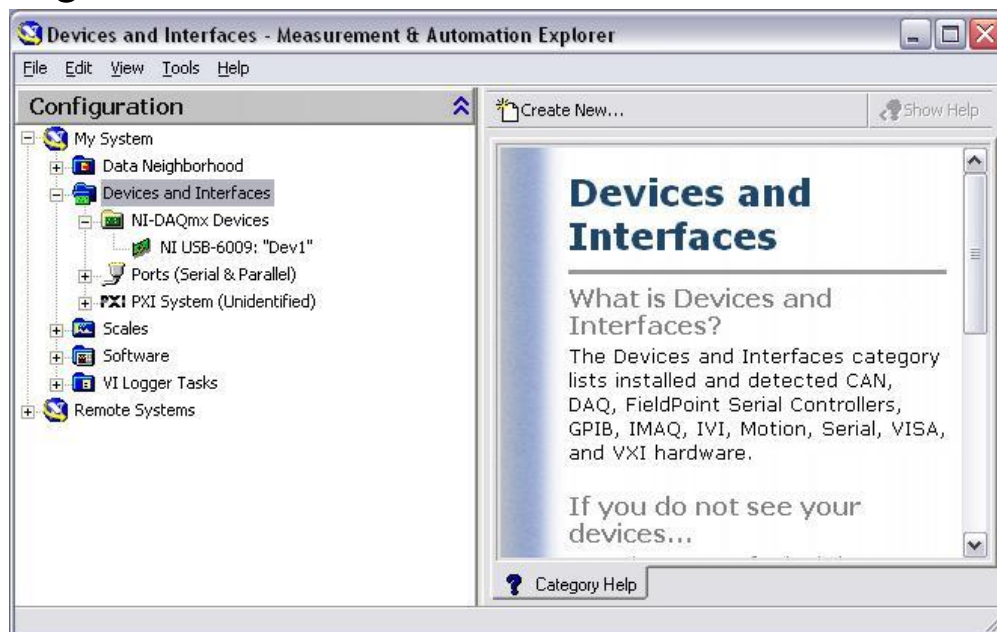 Devices and Interfaces - Measurement & Automation Explorer
File Edit View Tools Help
Configuration
My System
Data Neighborhood
Devices and Interfaces
NI-DAQmx Devices
NI USB-6009: "Dev1"
Ports (Serial & Parallel)
PXI PXI System (Unidentified)
Scales
Software
VI Logger Tasks
Remote Systems
Create New...
Show Help
Devices and
Interfaces
What is Devices and
Interfaces?
The Devices and Interfaces category
lists installed and detected CAN,
DAQ, FieldPoint Serial Controllers,
GPIB, IMAQ, IVI, Motion, Serial, VISA,
and VXI hardware.
If you do not see your
devices...
Category Help